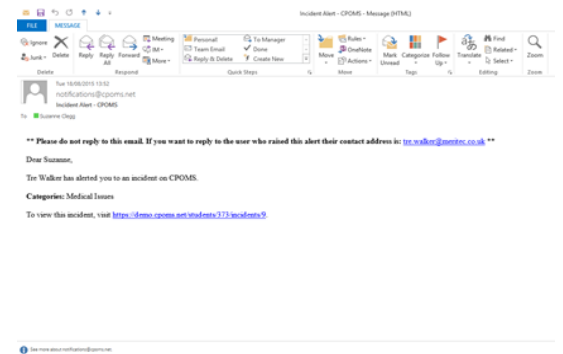 Incident Alert - CPOMS - Message (HTML)
FILE MESSAGE
Ignore
Junk
Delete
Reply
Reply All
Forward
Meeting
IM
More
Personal
Team Email
Reply & Delete
To Manager
Done
Create New
Move
Rules
OneNote
Actions
Mark Unread
Categorize
Follow Up
Translate
Find
Related
Select
Zoom
Delete Respond Quick Steps Move Tags Editing Zoom
Tue 18/08/2015 13:52
notifications@cpoms.net
Incident Alert - CPOMS
To Suzanne Clegg
** Please do not reply to this email. If you want to reply to the user who raised this alert their contact address is: tre.walker@meritec.co.uk **
Dear Suzanne,
Tre Walker has alerted you to an incident on CPOMS.
Categories: Medical Issues
To view this incident, visit https://demo.cpoms.net/students/373/incidents/9.
See more about notifications@cpoms.net.